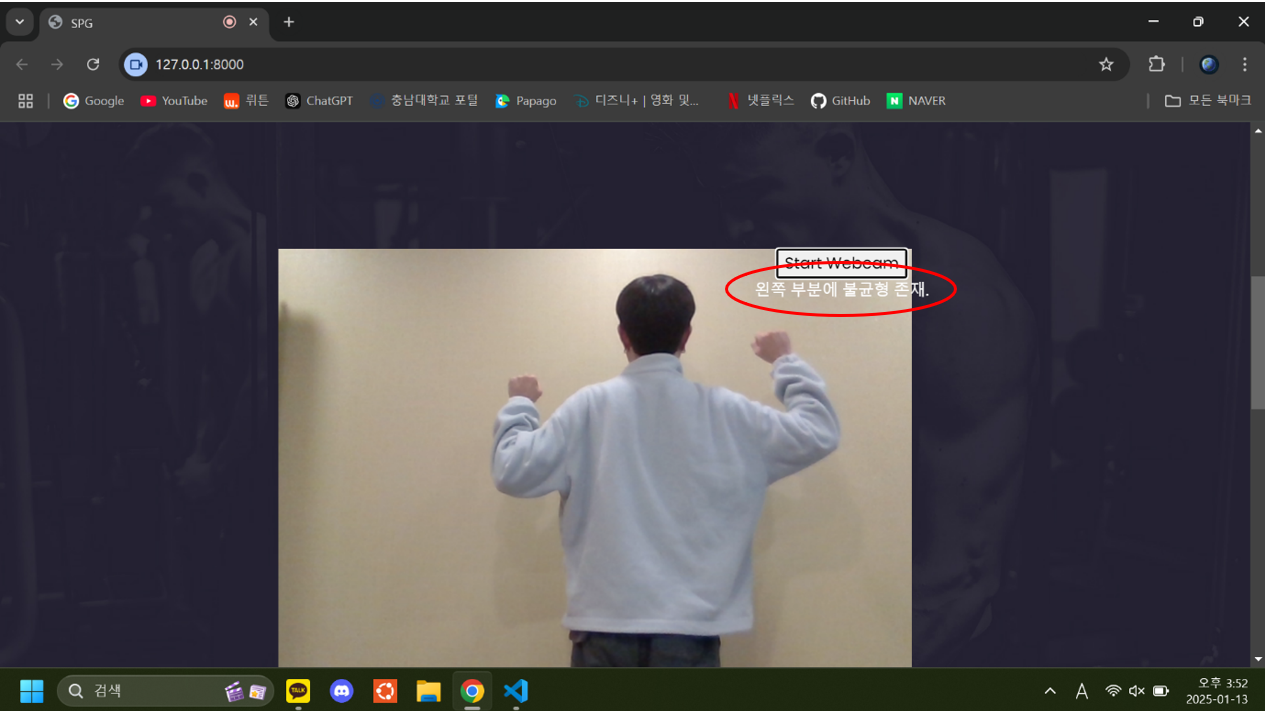 SPG
127.0.0.1:8000
Google YouTube 뤼튼 ChatGPT 충남대학교 포털 Papago 디즈니+ | 영화 및... 넷플릭스 GitHub NAVER 모든 북마크
Start Webcam
왼쪽 부분에 불균형 존재.
검색
TALK
A
오후 3:52
2025-01-13